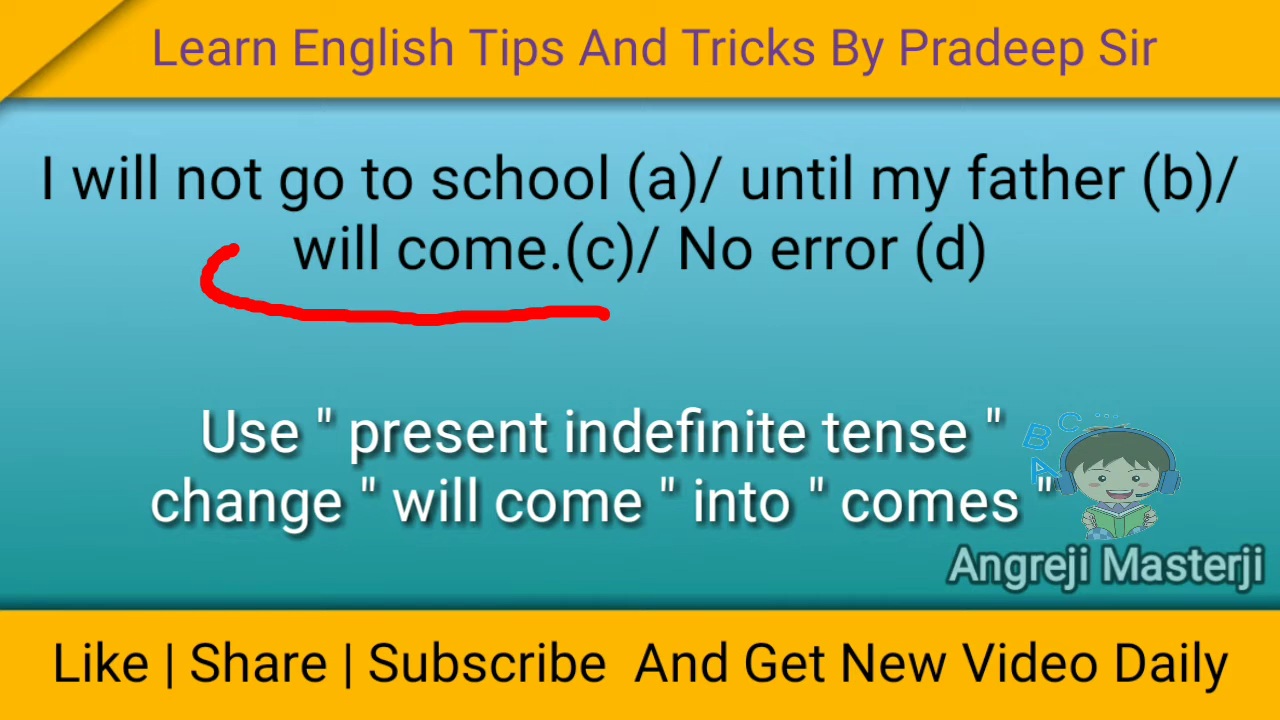 Learn English Tips And Tricks By Pradeep Sir
I will not go to school (a)/ until my father (b)/
will come.(c)/ No error (d)
Use " present indefinite tense "
change " will come " into " comes "
A B C ...
Angreji Masterji
Like | Share | Subscribe And Get New Video Daily